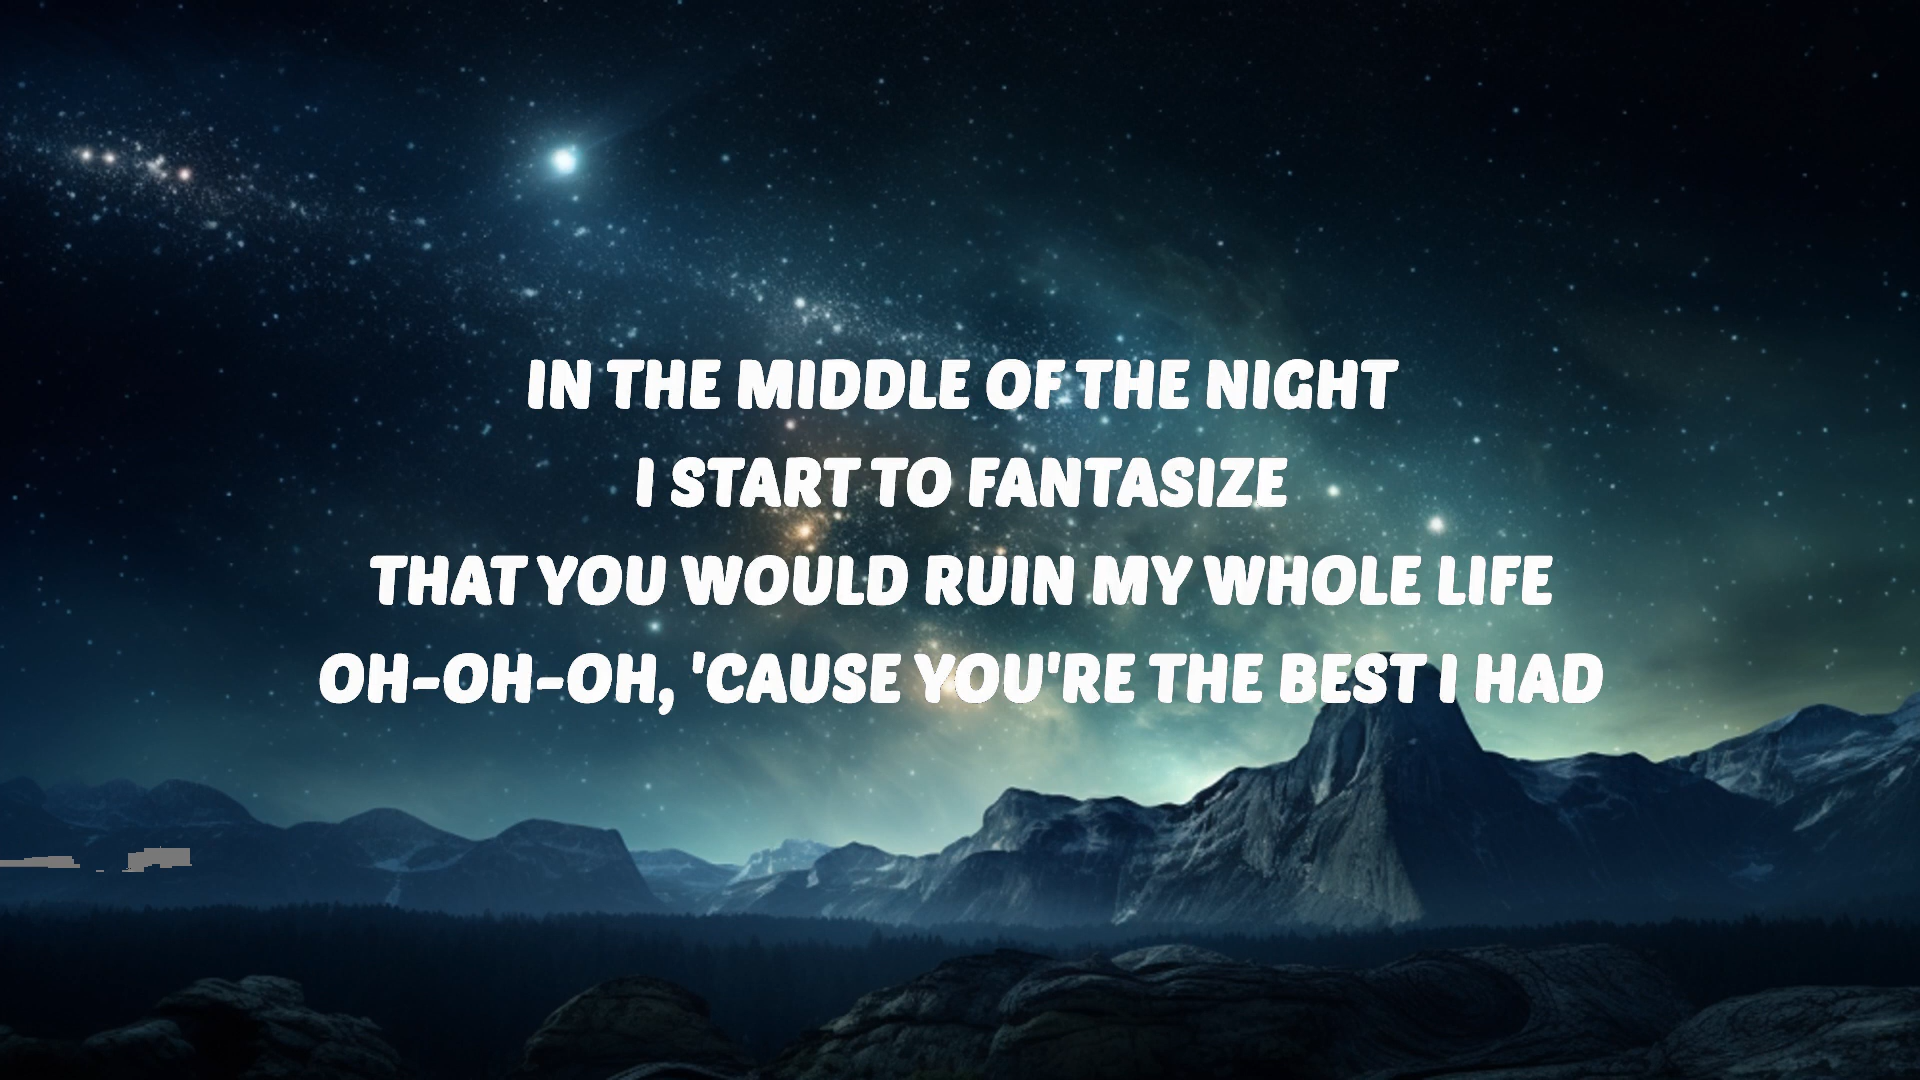 IN THE MIDDLE OF THE NIGHT
I START TO FANTASIZE
THAT YOU WOULD RUIN MY WHOLE LIFE
OH-OH-OH, 'CAUSE YOU'RE THE BEST I HAD